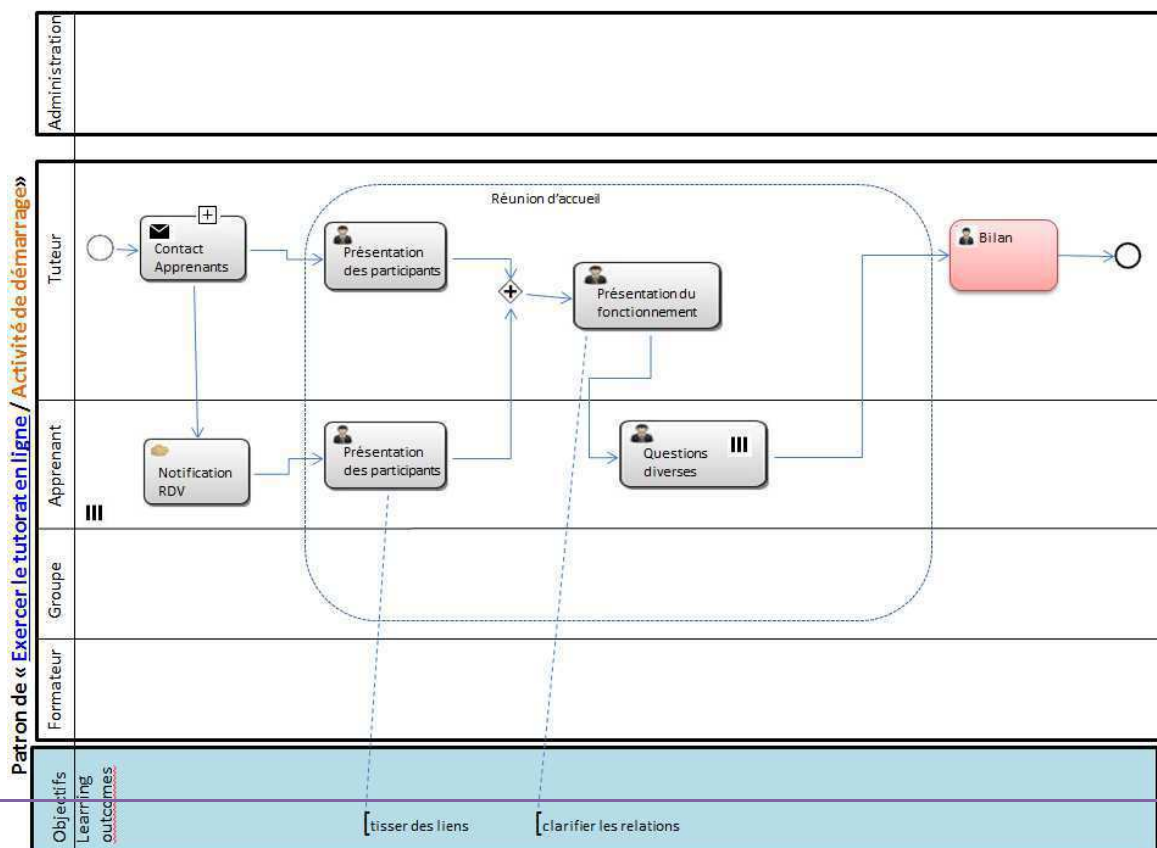 Patron de « Exercer le tutorat en ligne / Activité de démarrage»
Administration
Tuteur
Réunion d'accueil
Contact
Apprenants
Présentation
des participants
Présentation du
fonctionnement
Bilan
Apprenant
Notification
RDV
Présentation
des participants
Questions
diverses
Groupe
Formateur
Objectifs
Learning
outcomes
tisser des liens
clarifier les relations